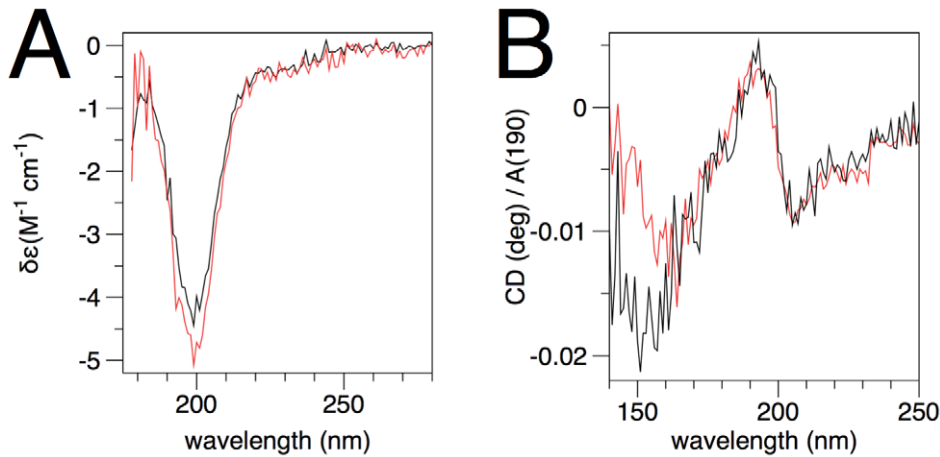 A
0
-1
-2
-3
-4
-5
δε(M⁻¹ cm⁻¹)
200
250
wavelength (nm)
B
0
-0.01
-0.02
CD (deg) / A(190)
150
200
250
wavelength (nm)